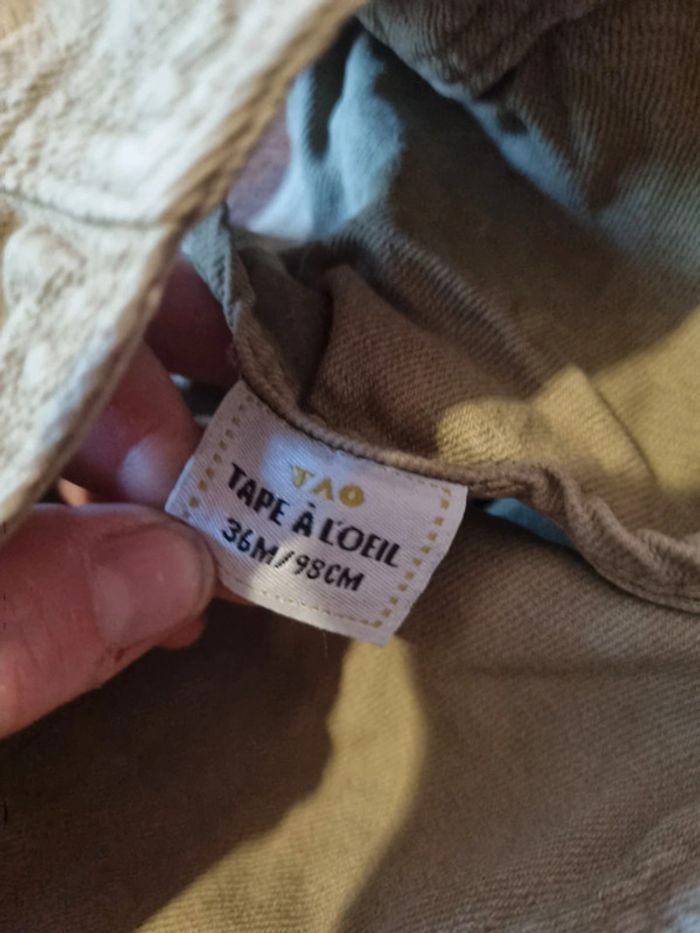 TAO
TAPE À L'OEIL
36M/98CM